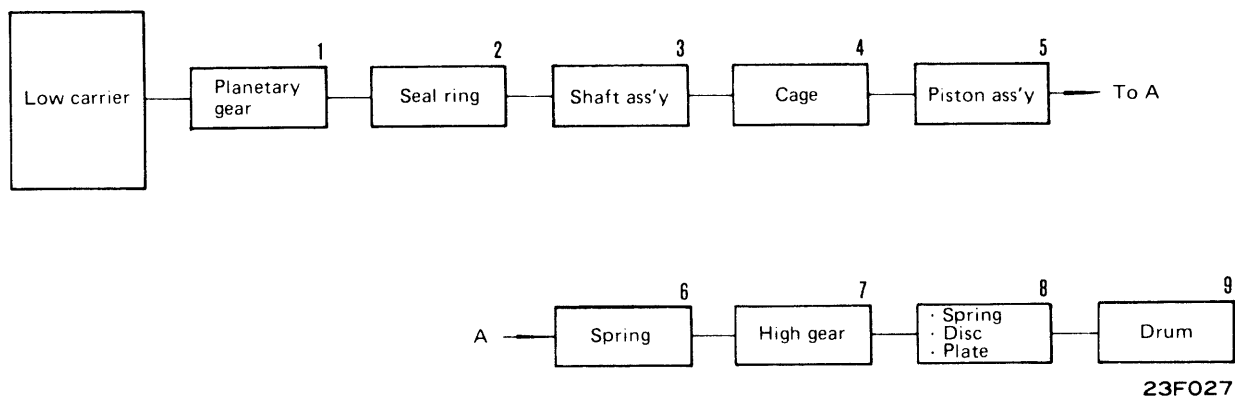 Low carrier
1
Planetary
gear
2
Seal ring
3
Shaft ass'y
4
Cage
5
Piston ass'y
To A
A
6
Spring
7
High gear
8
· Spring
· Disc
· Plate
9
Drum
23F027